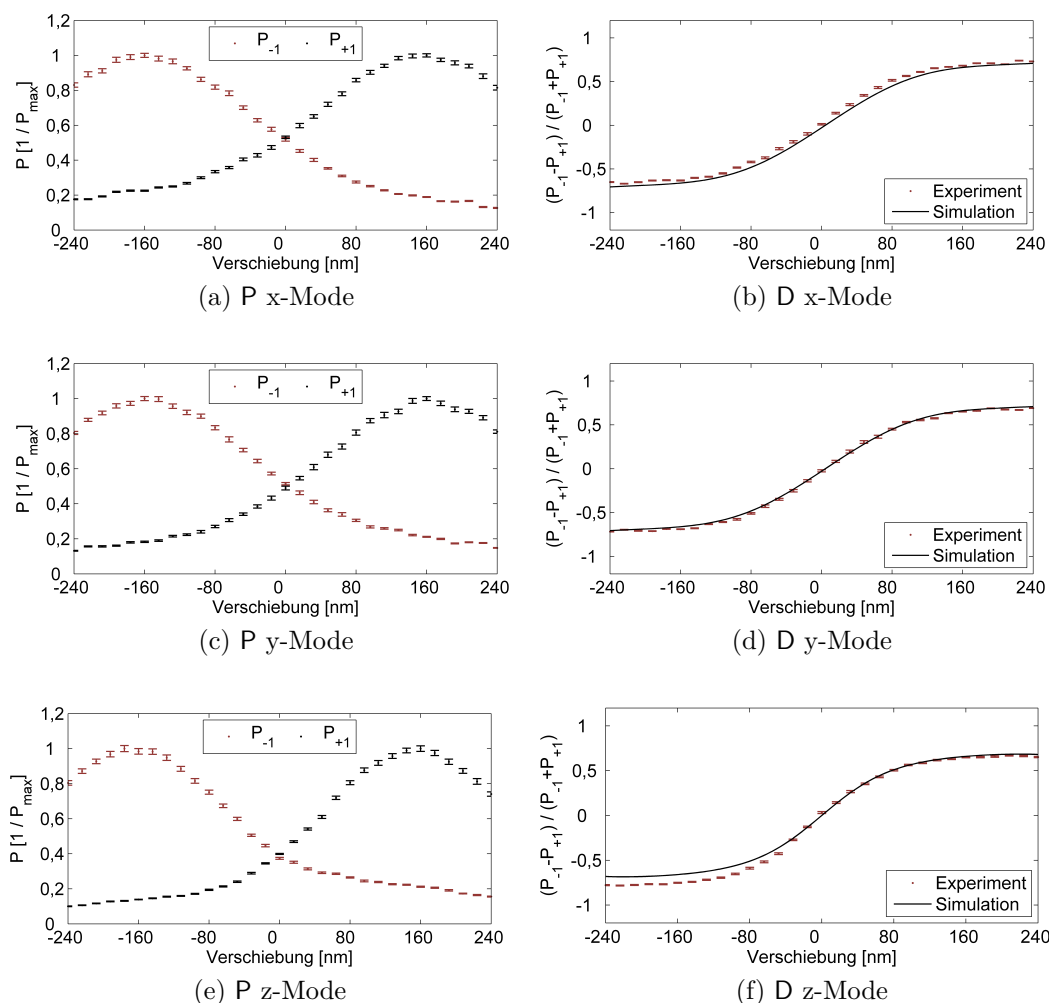 1,2
1
0,8
0,6
0,4
0,2
0
P [1 / P_max]
P_-1 P_+1
-240 -160 -80 0 80 160 240
Verschiebung [nm]
(a) P x-Mode
1
0,5
0
-0,5
-1
(P_-1-P_+1) / (P_-1+P_+1)
Experiment
Simulation
-240 -160 -80 0 80 160 240
Verschiebung [nm]
(b) D x-Mode
1,2
1
0,8
0,6
0,4
0,2
0
P [1 / P_max]
P_-1 P_+1
-240 -160 -80 0 80 160 240
Verschiebung [nm]
(c) P y-Mode
1
0,5
0
-0,5
-1
(P_-1-P_+1) / (P_-1+P_+1)
Experiment
Simulation
-240 -160 -80 0 80 160 240
Verschiebung [nm]
(d) D y-Mode
1,2
1
0,8
0,6
0,4
0,2
0
P [1 / P_max]
P_-1 P_+1
-240 -160 -80 0 80 160 240
Verschiebung [nm]
(e) P z-Mode
1
0,5
0
-0,5
-1
(P_-1-P_+1) / (P_-1+P_+1)
Experiment
Simulation
-240 -160 -80 0 80 160 240
Verschiebung [nm]
(f) D z-Mode